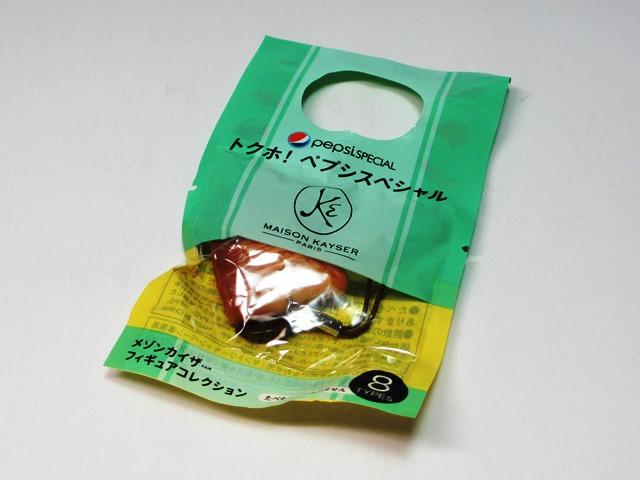 pepsi SPECIAL
トクホ！ ペプシスペシャル
MAISON KAYSER
PARIS
メゾンカイザー
フィギュアコレクション
8
TYPES